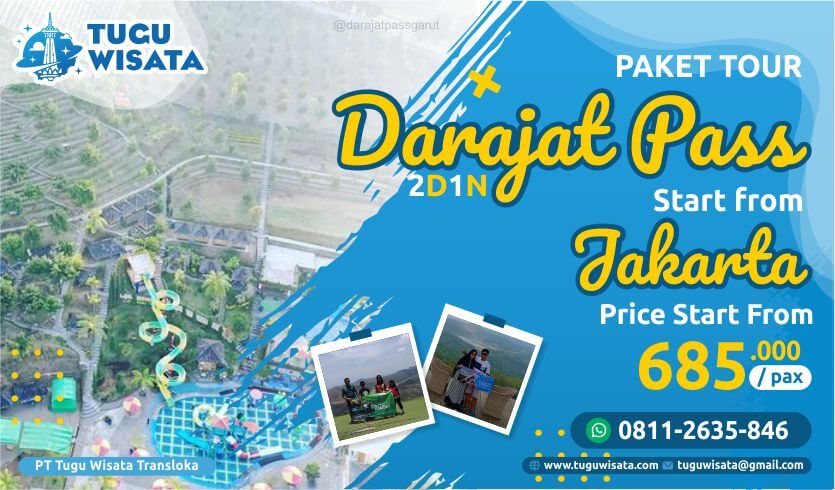 TUGU
WISATA
@darajatpassgarut
PAKET TOUR
Darajat Pass
2D1N
Start from
Jakarta
Price Start From
685.000
/ pax
0811-2635-846
PT Tugu Wisata Transloka
www.tuguwisata.com
tuguwisata@gmail.com